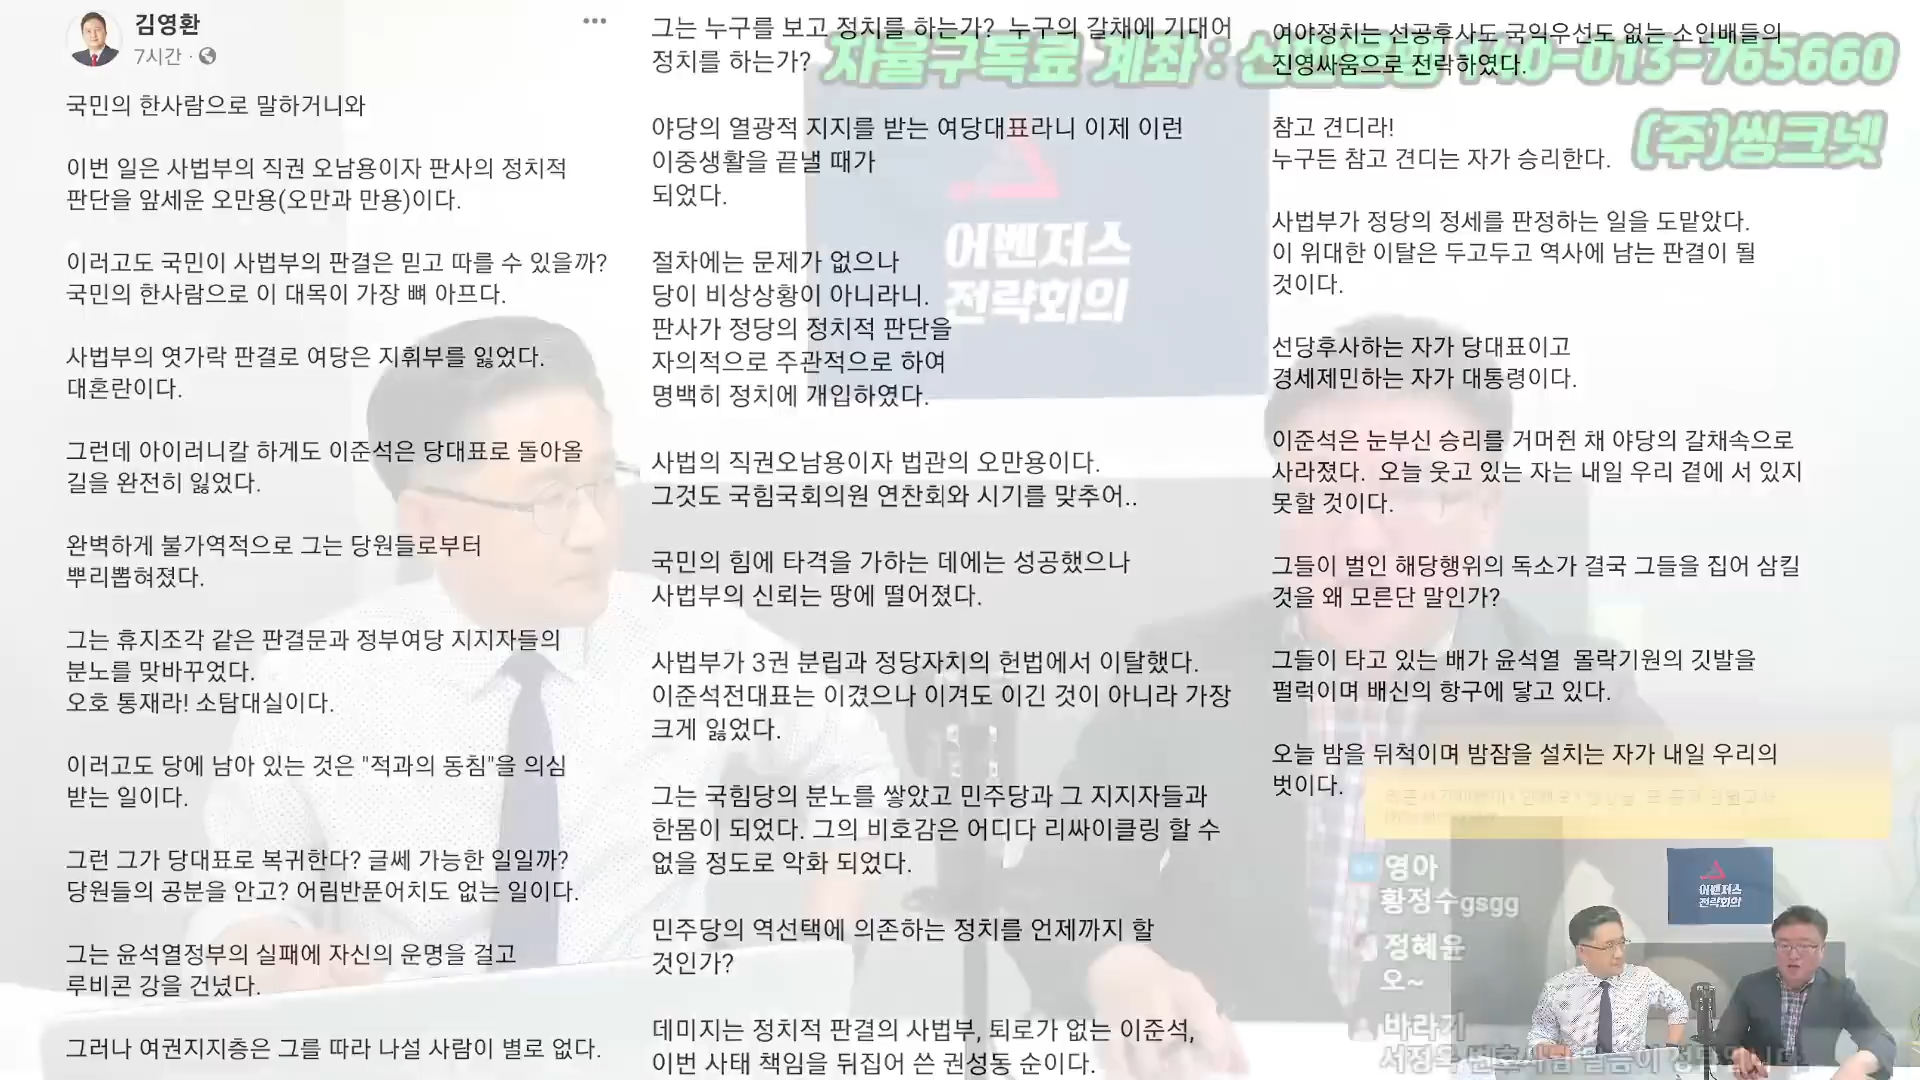 김영환
7시간
국민의 한사람으로 말하거니와
이번 일은 사법부의 직권 오남용이자 판사의 정치적
판단을 앞세운 오만용(오만과 만용)이다.
이러고도 국민이 사법부의 판결은 믿고 따를 수 있을까?
국민의 한사람으로 이 대목이 가장 뼈 아프다.
사법부의 엿가락 판결로 여당은 지휘부를 잃었다.
대혼란이다.
그런데 아이러니칼 하게도 이준석은 당대표로 돌아올
길을 완전히 잃었다.
완벽하게 불가역적으로 그는 당원들로부터
뿌리뽑혀졌다.
그는 휴지조각 같은 판결문과 정부여당 지지자들의
분노를 맞바꾸었다.
오호 통재라! 소탐대실이다.
이러고도 당에 남아 있는 것은 "적과의 동침"을 의심
받는 일이다.
그런 그가 당대표로 복귀한다? 글쎄 가능한 일일까?
당원들의 공분을 안고? 어림반푼어치도 없는 일이다.
그는 윤석열정부의 실패에 자신의 운명을 걸고
루비콘 강을 건넜다.
그러나 여권지지층은 그를 따라 나설 사람이 별로 없다.
그는 누구를 보고 정치를 하는가? 누구의 갈채에 기대어
정치를 하는가?
야당의 열광적 지지를 받는 여당대표라니 이제 이런
이중생활을 끝낼 때가
되었다.
절차에는 문제가 없으나
당이 비상상황이 아니라니.
판사가 정당의 정치적 판단을
자의적으로 주관적으로 하여
명백히 정치에 개입하였다.
사법의 직권오남용이자 법관의 오만용이다.
그것도 국힘국회의원 연찬회와 시기를 맞추어..
국민의 힘에 타격을 가하는 데에는 성공했으나
사법부의 신뢰는 땅에 떨어졌다.
사법부가 3권 분립과 정당자치의 헌법에서 이탈했다.
이준석전대표는 이겼으나 이겨도 이긴 것이 아니라 가장
크게 잃었다.
그는 국힘당의 분노를 쌓았고 민주당과 그 지지자들과
한몸이 되었다. 그의 비호감은 어디다 리싸이클링 할 수
없을 정도로 악화 되었다.
민주당의 역선택에 의존하는 정치를 언제까지 할
것인가?
데미지는 정치적 판결의 사법부, 퇴로가 없는 이준석,
이번 사태 책임을 뒤집어 쓴 권성동 순이다.
여야정치는 선공후사도 국익우선도 없는 소인배들의
진영싸움으로 전락하였다.
참고 견디라!
누구든 참고 견디는 자가 승리한다.
사법부가 정당의 정세를 판정하는 일을 도맡았다.
이 위대한 이탈은 두고두고 역사에 남는 판결이 될
것이다.
선당후사하는 자가 당대표이고
경세제민하는 자가 대통령이다.
이준석은 눈부신 승리를 거머쥔 채 야당의 갈채속으로
사라졌다. 오늘 웃고 있는 자는 내일 우리 곁에 서 있지
못할 것이다.
그들이 벌인 해당행위의 독소가 결국 그들을 집어 삼킬
것을 왜 모른단 말인가?
그들이 타고 있는 배가 윤석열 몰락기원의 깃발을
펄럭이며 배신의 항구에 닿고 있다.
오늘 밤을 뒤척이며 밤잠을 설치는 자가 내일 우리의
벗이다.
자율구독료 계좌 : 140-013-765660
(주)씽크넷
어벤저스
전략회의
영아
황정수gsgg
정혜윤
오~
바라기
서정욱 변호사님
어벤저스
전략회의